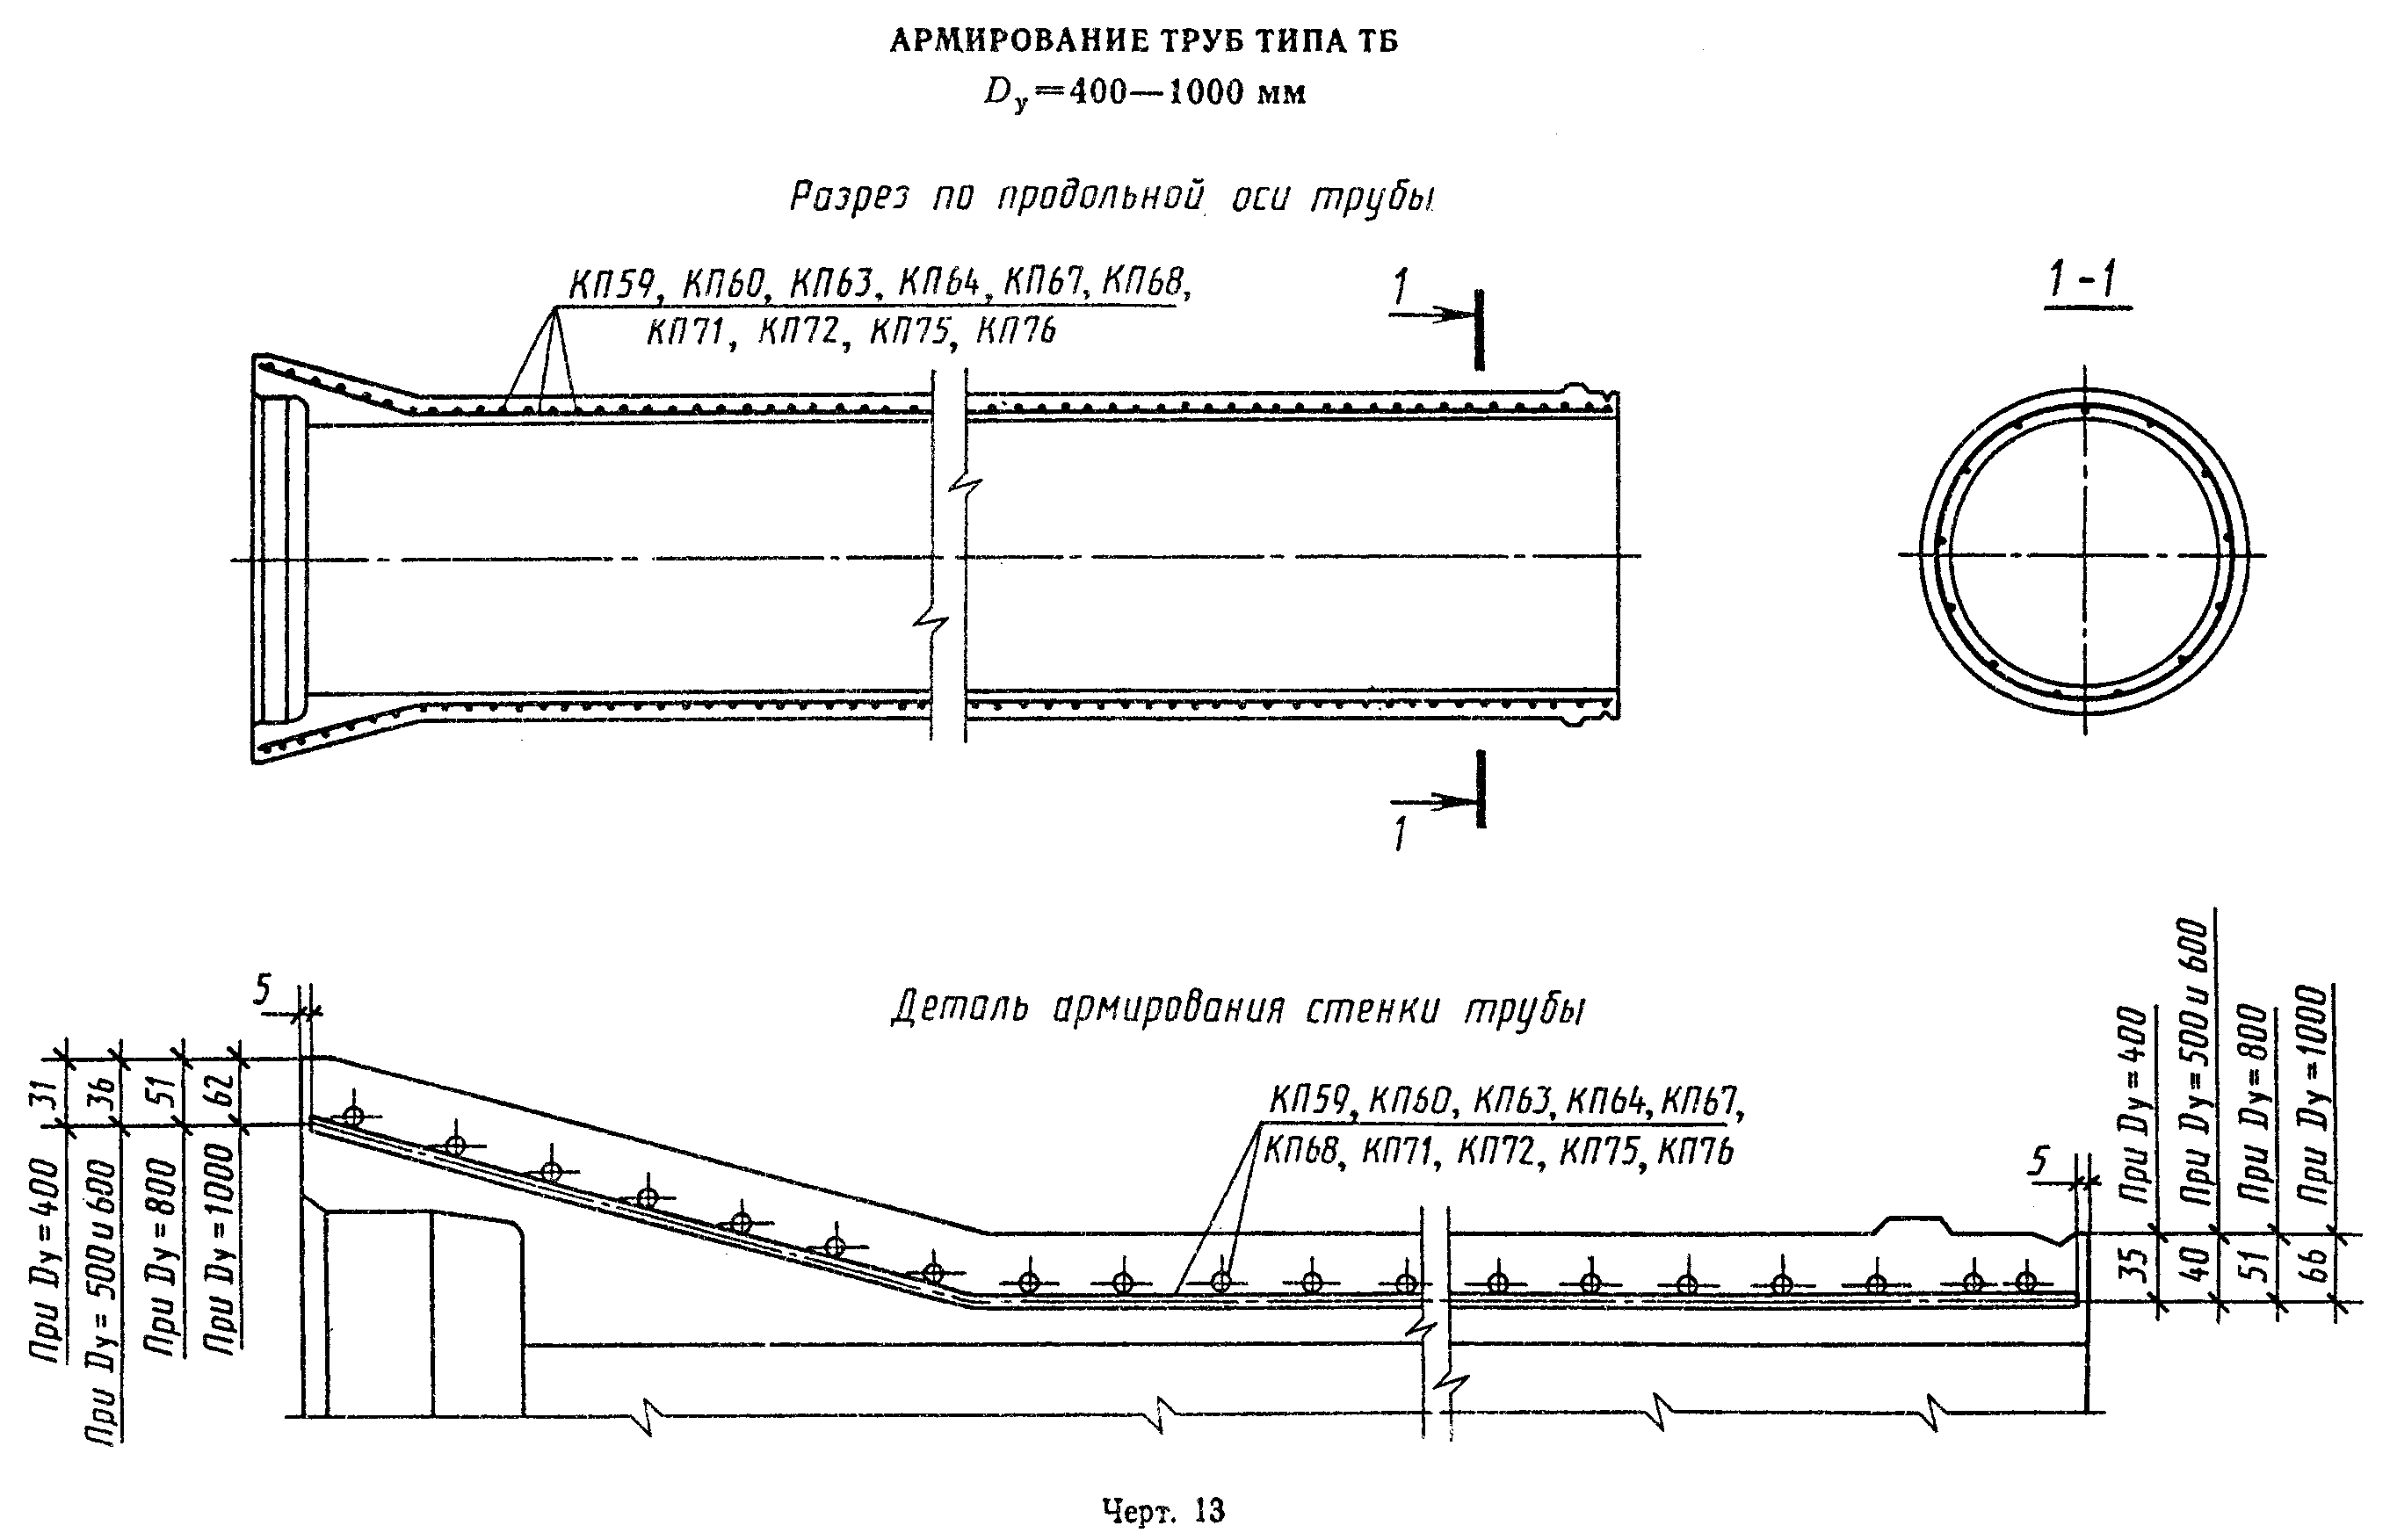 АРМИРОВАНИЕ ТРУБ ТИПА ТБ
Dу=400—1000 мм
Разрез по продольной оси трубы
КП59, КП60, КП63, КП64, КП67, КП68,
КП71, КП72, КП75, КП76
1
1-1
1
5
Деталь армирования стенки трубы
31
36
51
62
При Dу=400
При Dу=500 и 600
При Dу=800
При Dу=1000
КП59, КП60, КП63, КП64, КП67,
КП68, КП71, КП72, КП75, КП76
5
При Dу=400
При Dу=500 и 600
При Dу=800
При Dу=1000
35
40
51
66
Черт. 13